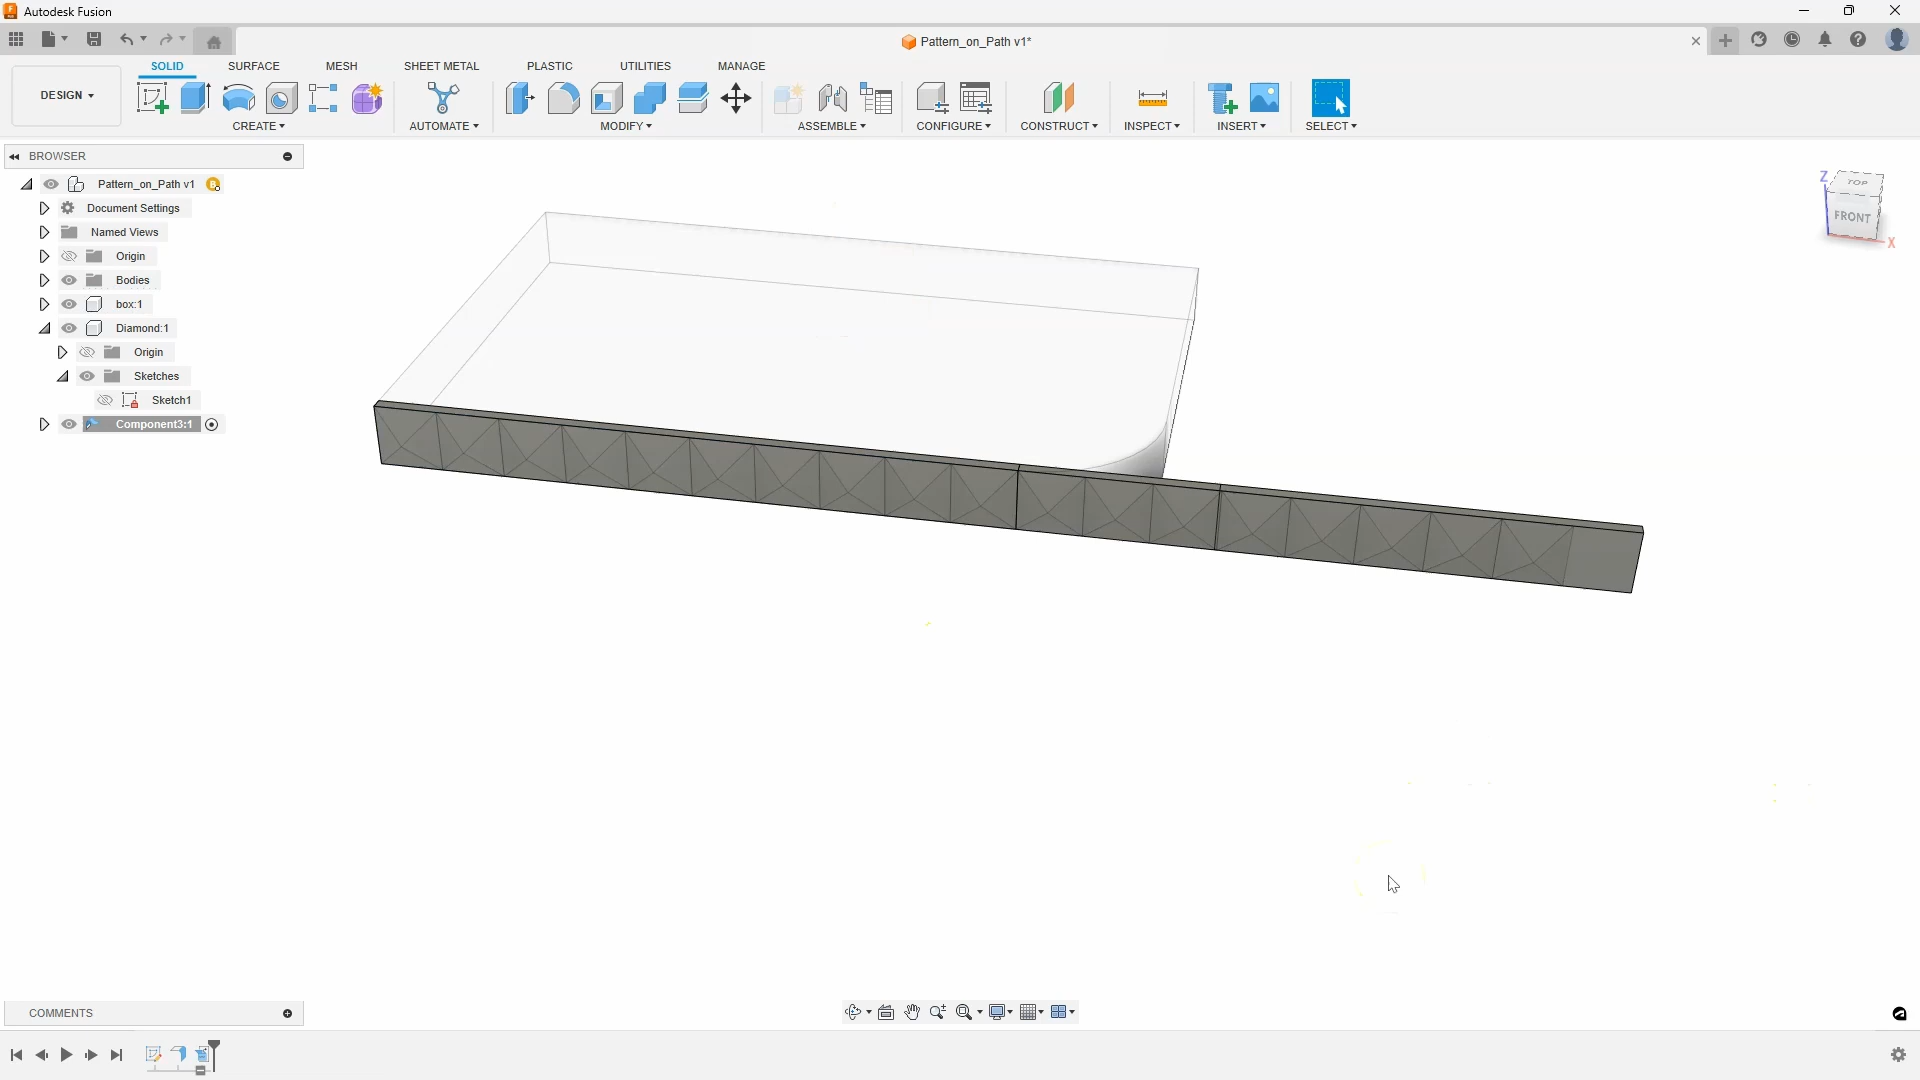 Autodesk Fusion
Pattern_on_Path v1*
SOLID SURFACE MESH SHEET METAL PLASTIC UTILITIES MANAGE
DESIGN
CREATE AUTOMATE MODIFY ASSEMBLE CONFIGURE CONSTRUCT INSPECT INSERT SELECT
BROWSER
Pattern_on_Path v1
Document Settings
Named Views
Origin
Bodies
box:1
Diamond:1
Origin
Sketches
Sketch1
Component3:1
Z
TOP
FRONT
X
COMMENTS